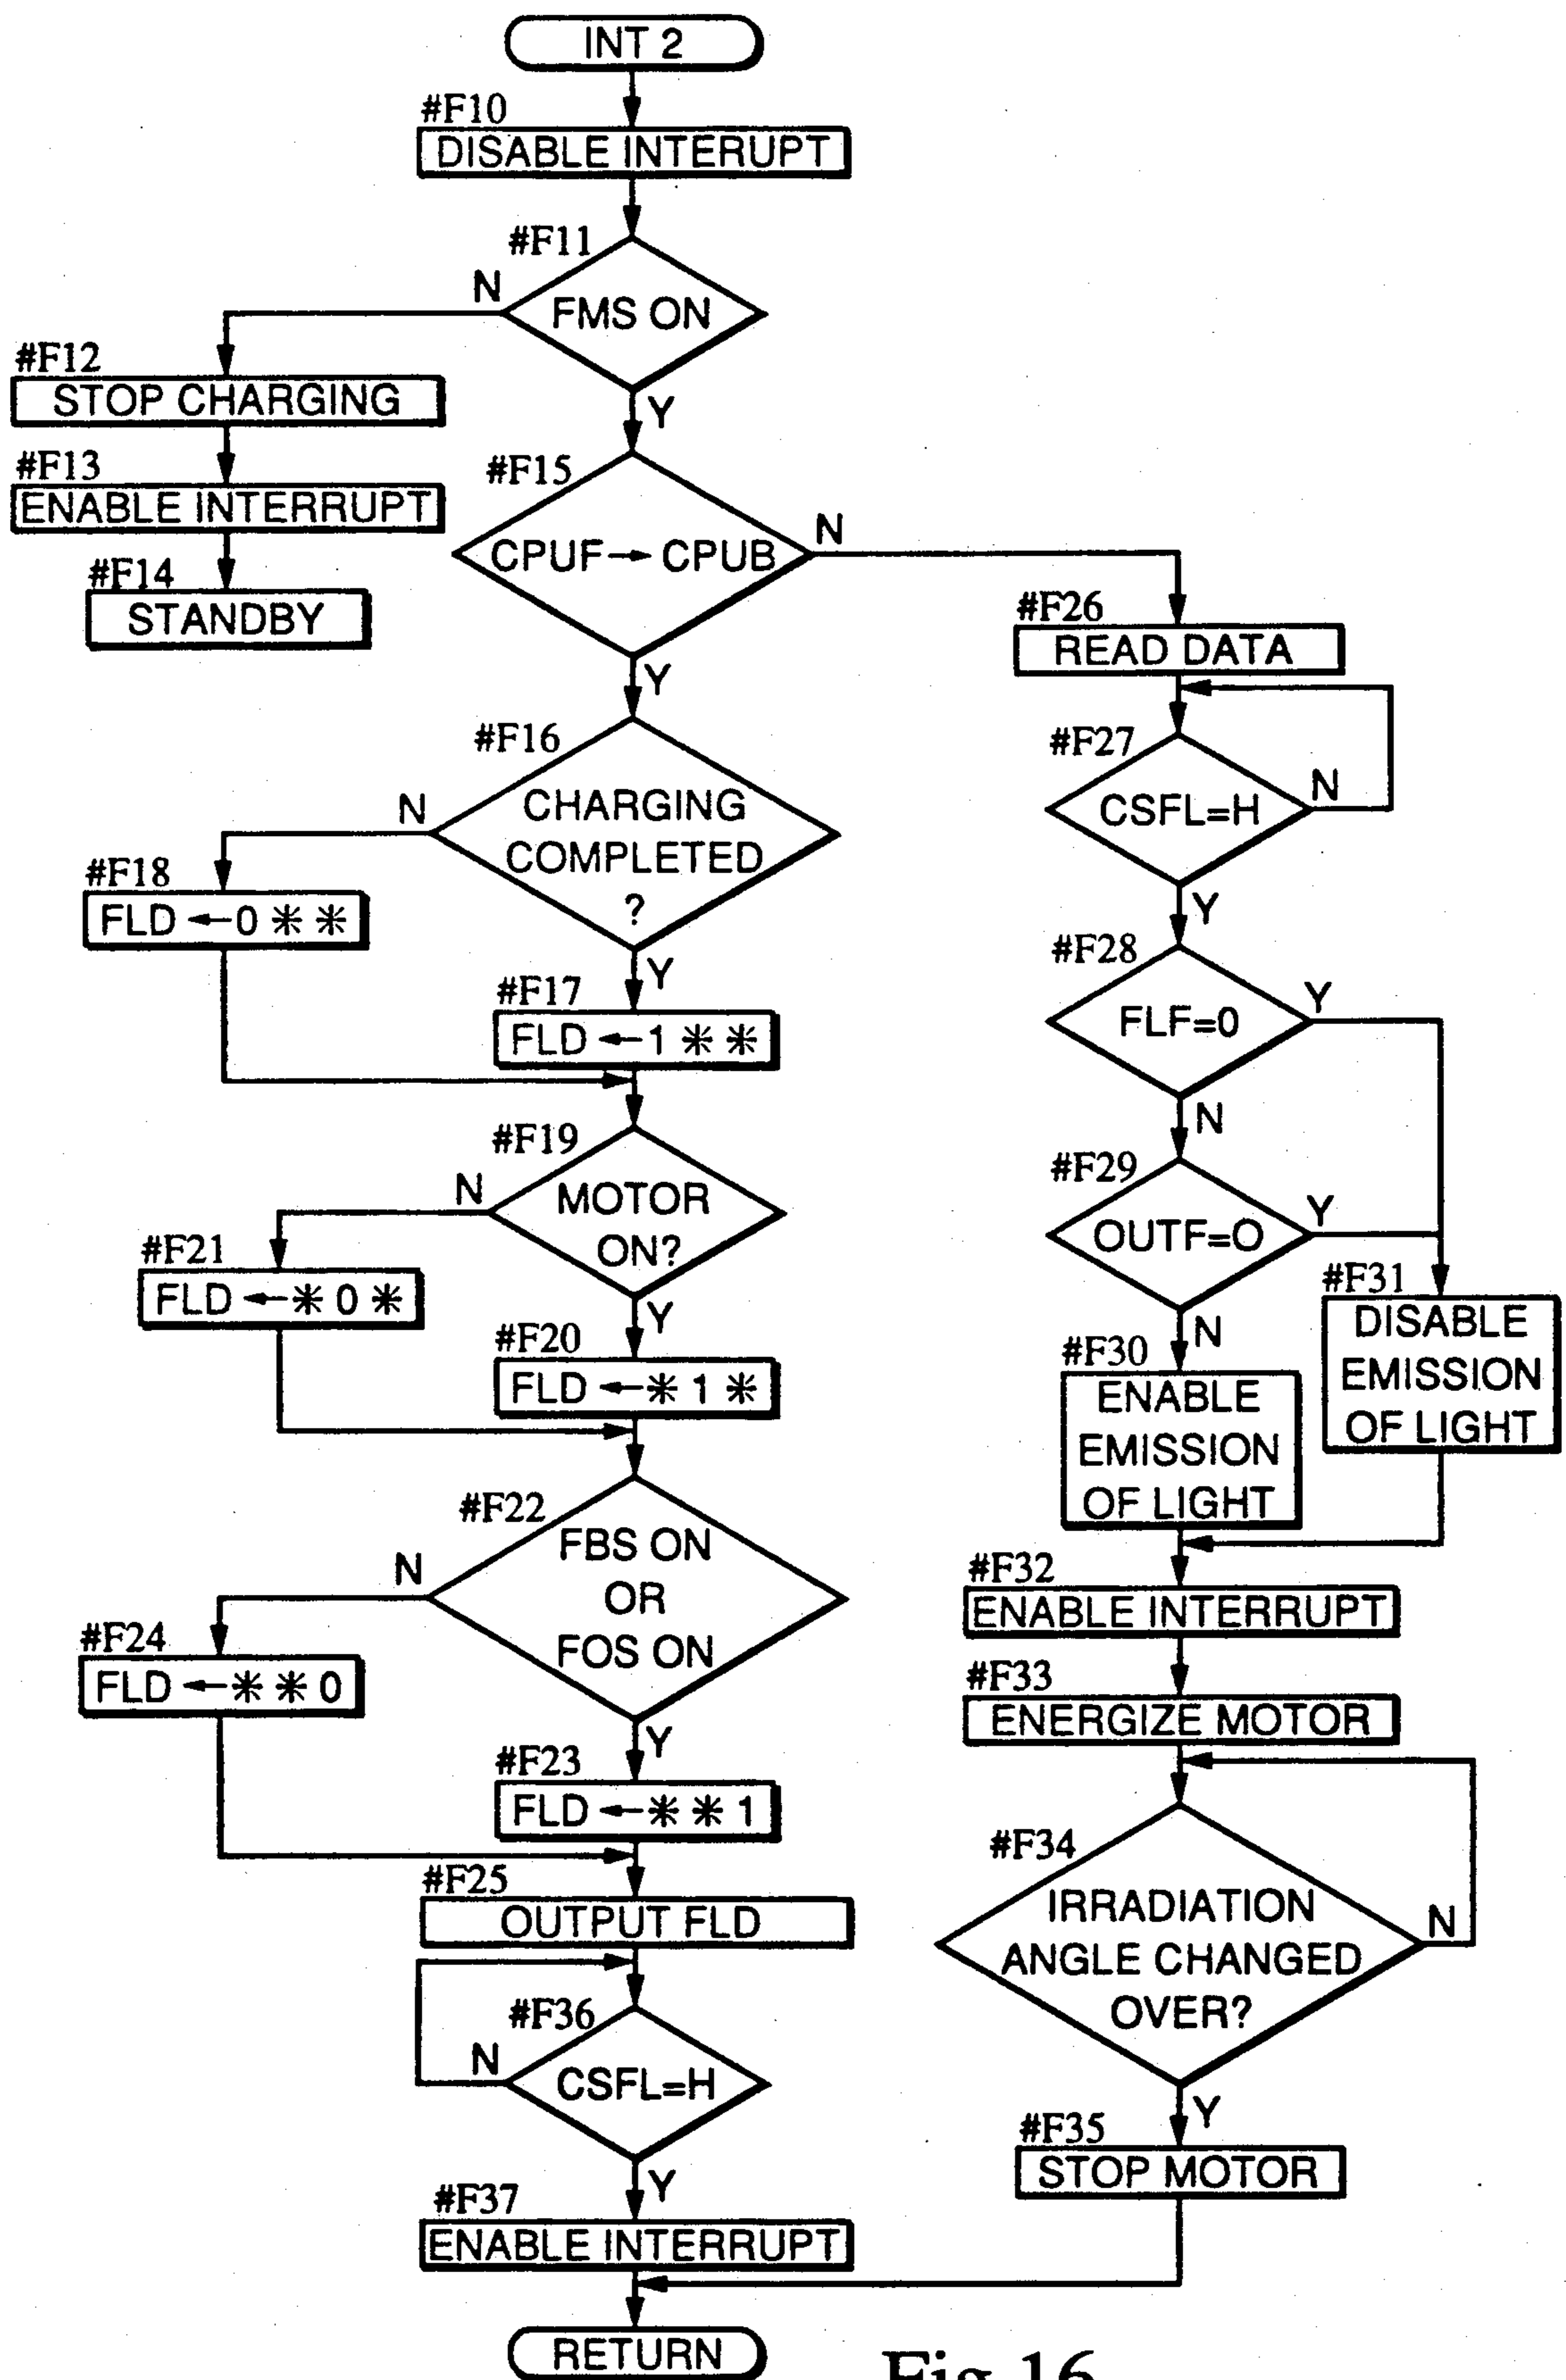 INT 2
#F10
DISABLE INTERUPT
#F11
N
FMS ON
Y
#F12
STOP CHARGING
#F13
ENABLE INTERRUPT
#F14
STANDBY
#F15
CPUF→CPUB
N
Y
#F16
N
CHARGING
COMPLETED
?
Y
#F18
FLD←0 * *
#F17
FLD←1 * *
#F19
N
MOTOR
ON?
Y
#F21
FLD←* 0 *
#F20
FLD←* 1 *
#F22
N
FBS ON
OR
FOS ON
Y
#F24
FLD←* * 0
#F23
FLD←* * 1
#F25
OUTPUT FLD
#F36
N
CSFL=H
Y
#F37
ENABLE INTERRUPT
RETURN
#F26
READ DATA
#F27
CSFL=H
N
Y
#F28
FLF=0
Y
N
#F29
OUTF=O
Y
N
#F31
DISABLE
EMISSION
OF LIGHT
#F30
ENABLE
EMISSION
OF LIGHT
#F32
ENABLE INTERRUPT
#F33
ENERGIZE MOTOR
#F34
IRRADIATION
ANGLE CHANGED
OVER?
N
Y
#F35
STOP MOTOR
Fig.16